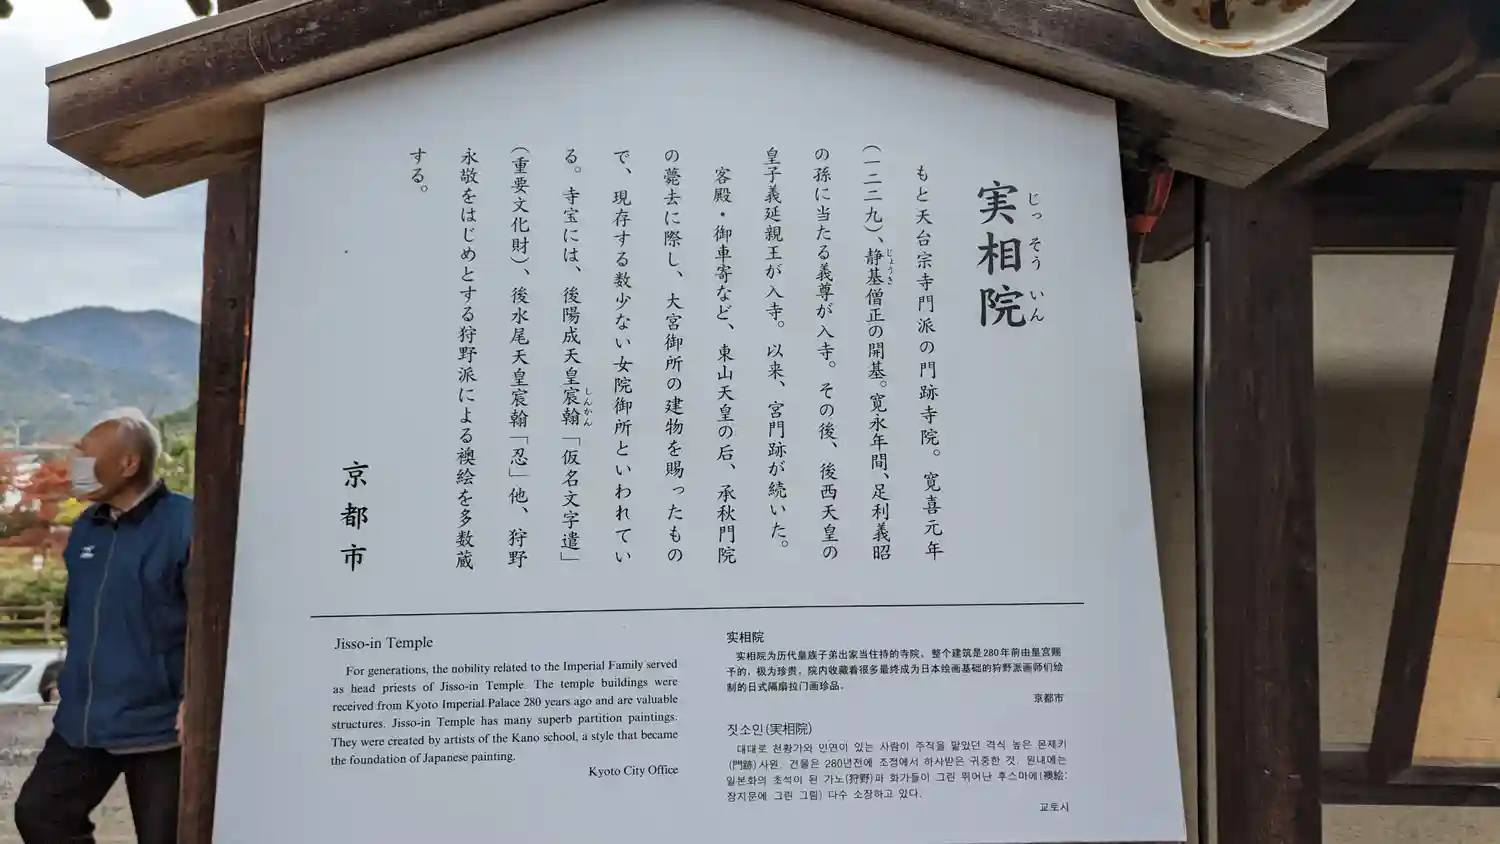 実相院
じっそういん
もと天台宗寺門派の門跡寺院。寛喜元年
(一二二九)、静基僧正の開基。寛永年間、足利義昭
じょうき
の孫に当たる義尊が入寺。その後、後西天皇の
皇子義延親王が入寺。以来、宮門跡が続いた。
客殿・御車寄など、東山天皇の后、承秋門院
の薨去に際し、大宮御所の建物を賜ったもの
で、現存する数少ない女院御所といわれてい
る。寺宝には、後陽成天皇宸翰「仮名文字遣」
しんかん
(重要文化財)、後水尾天皇宸翰「忍」他、狩野
永敬をはじめとする狩野派による襖絵を多数蔵
する。
京都市
Jisso-in Temple
For generations, the nobility related to the Imperial Family served
as head priests of Jisso-in Temple. The temple buildings were
received from Kyoto Imperial Palace 280 years ago and are valuable
structures. Jisso-in Temple has many superb partition paintings.
They were created by artists of the Kano school, a style that became
the foundation of Japanese painting.
Kyoto City Office
实相院
实相院为历代皇族子弟出家当住持的寺院。整个建筑是280年前由皇宫赐
予的，极为珍贵。院内收藏着很多最终成为日本绘画基础的狩野派画师们绘
制的日式隔扇拉门画珍品。
京都市
짓소인(実相院)
대대로 천황가와 인연이 있는 사람이 주직을 맡았던 격식 높은 몬제키
(門跡)사원. 건물은 280년전에 조정에서 하사받은 귀중한 것. 원내에는
일본화의 초석이 된 가노(狩野)파 화가들이 그린 뛰어난 후스마에(襖絵:
장지문에 그린 그림) 다수 소장하고 있다.
교토시